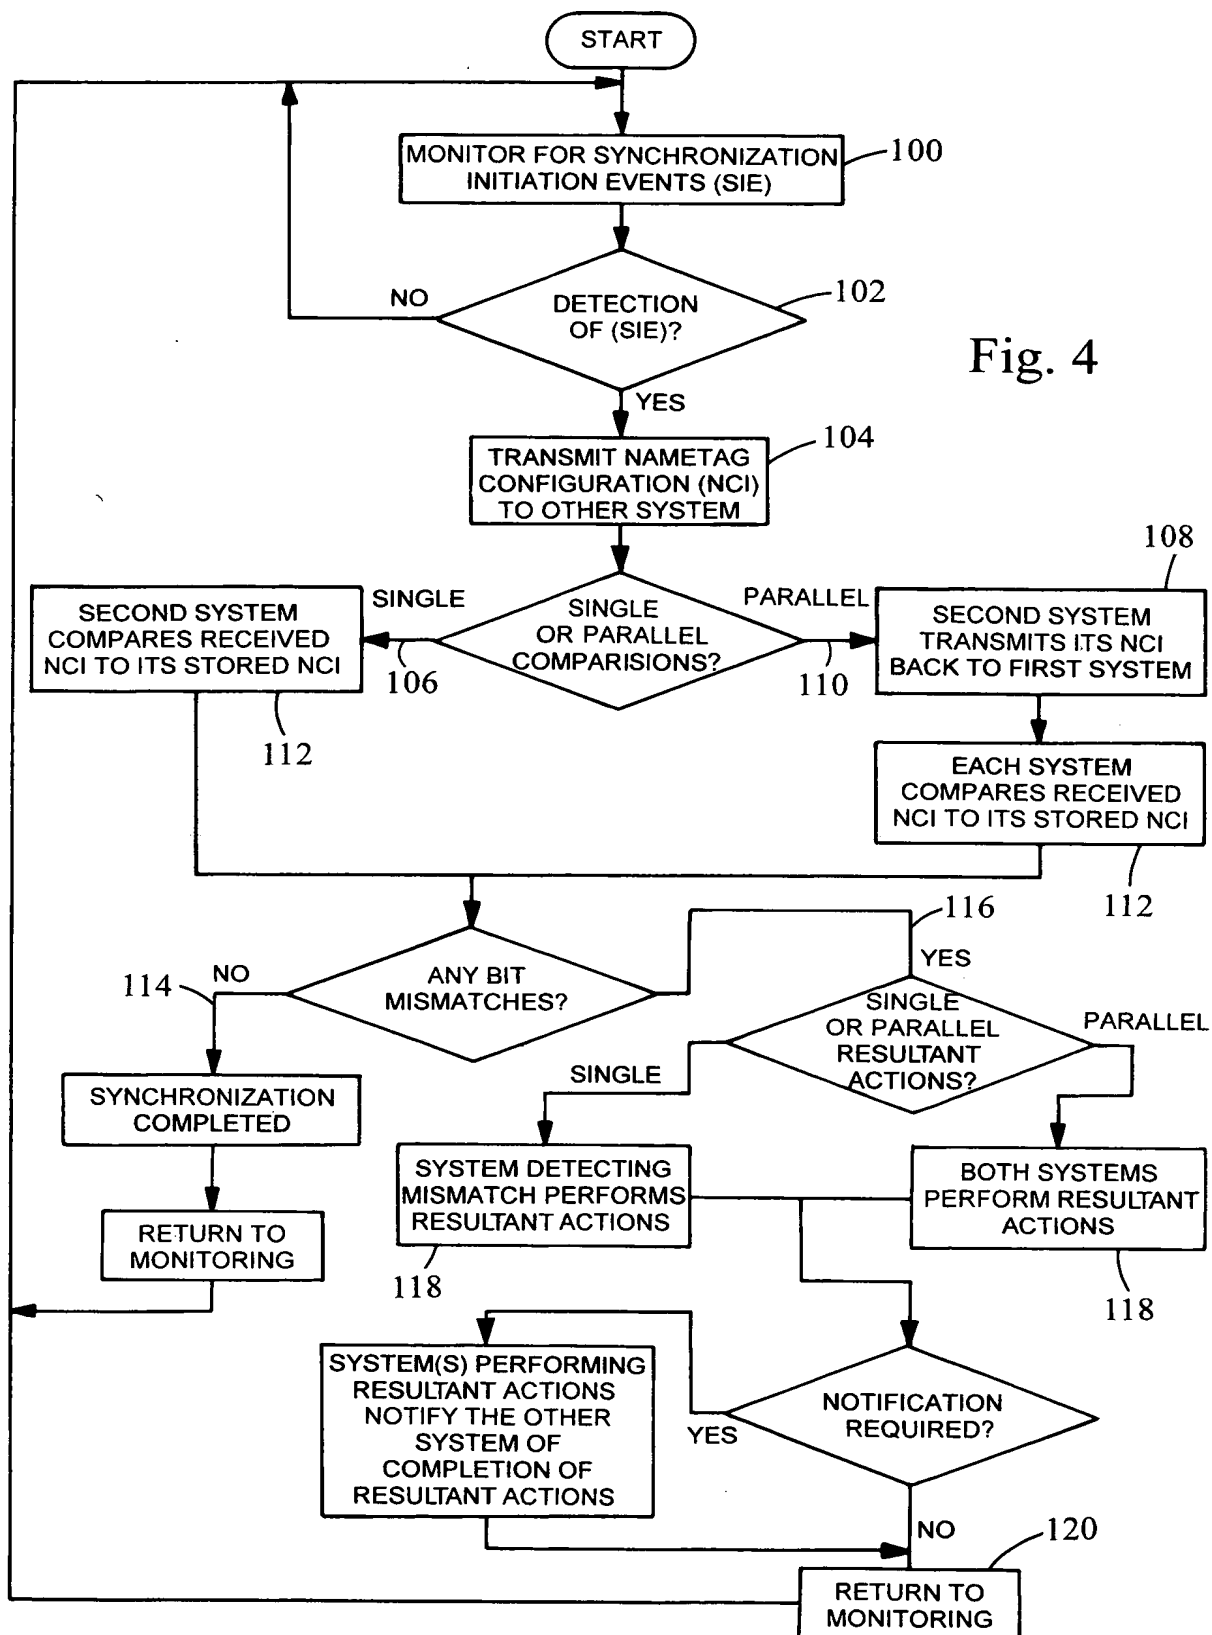 START
MONITOR FOR SYNCHRONIZATION
INITIATION EVENTS (SIE)
100
DETECTION
OF (SIE)?
102
NO
YES
Fig. 4
TRANSMIT NAMETAG
CONFIGURATION (NCI)
TO OTHER SYSTEM
104
SINGLE
OR PARALLEL
COMPARISIONS?
SINGLE
106
PARALLEL
110
SECOND SYSTEM
COMPARES RECEIVED
NCI TO ITS STORED NCI
112
108
SECOND SYSTEM
TRANSMITS ITS NCI
BACK TO FIRST SYSTEM
EACH SYSTEM
COMPARES RECEIVED
NCI TO ITS STORED NCI
112
ANY BIT
MISMATCHES?
NO
114
116
YES
SINGLE
OR PARALLEL
RESULTANT
ACTIONS?
SINGLE
PARALLEL
SYNCHRONIZATION
COMPLETED
RETURN TO
MONITORING
SYSTEM DETECTING
MISMATCH PERFORMS
RESULTANT ACTIONS
118
BOTH SYSTEMS
PERFORM RESULTANT
ACTIONS
118
NOTIFICATION
REQUIRED?
YES
SYSTEM(S) PERFORMING
RESULTANT ACTIONS
NOTIFY THE OTHER
SYSTEM OF
COMPLETION OF
RESULTANT ACTIONS
NO
120
RETURN TO
MONITORING